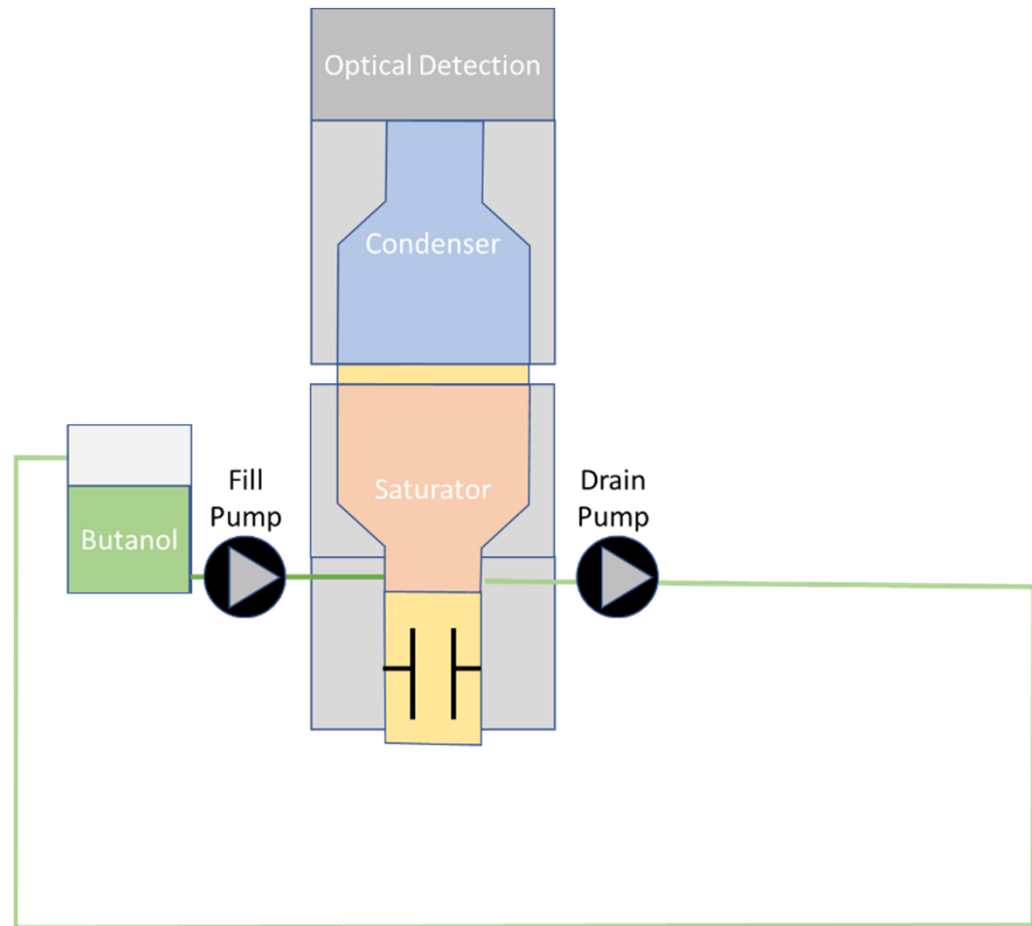 Optical Detection
Condenser
Saturator
Butanol
Fill
Pump
Drain
Pump